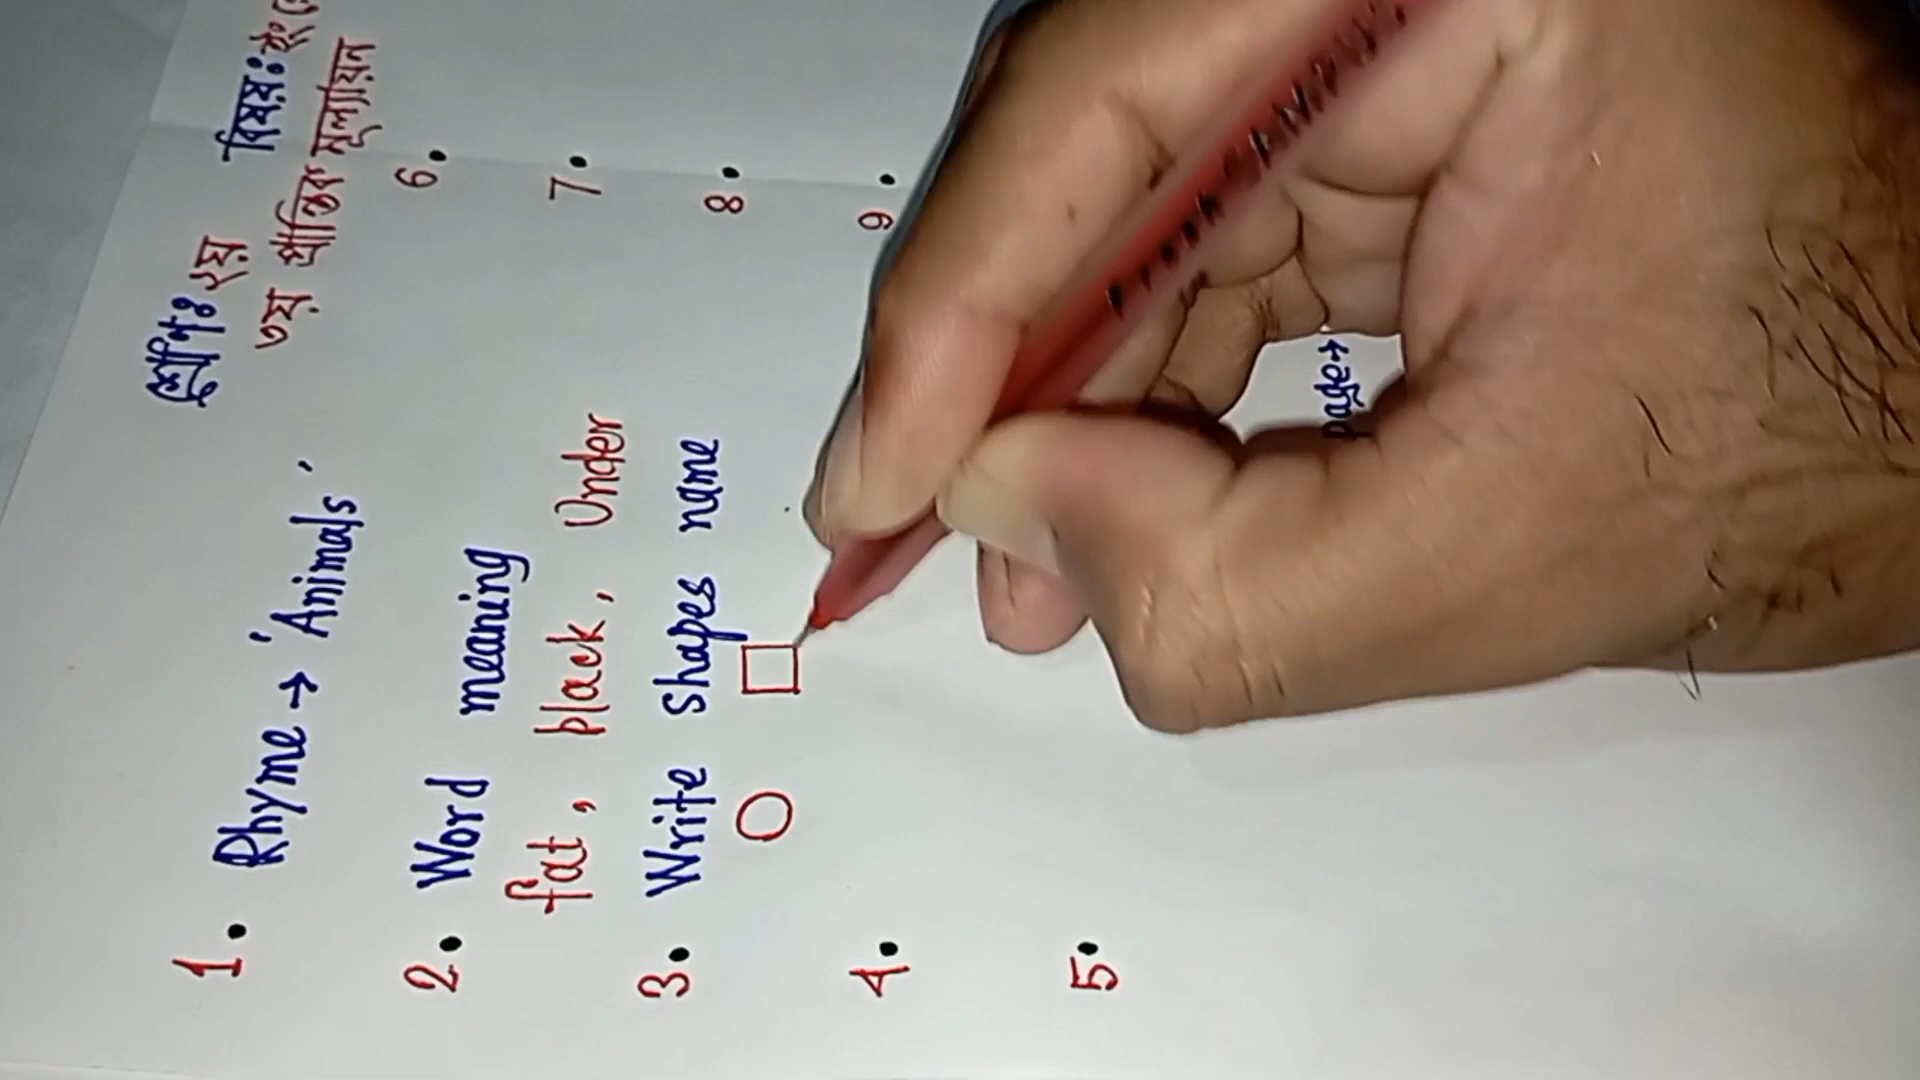 শ্রেণিঃ ২য় বিষয়ঃ
৩য় প্রান্তিক মূল্যায়ন
1. Rhyme → 'Animals'
2. Word meaning
fat, black, Under
3. Write shapes name
4.
5.
6.
7.
8.
9.
Page→